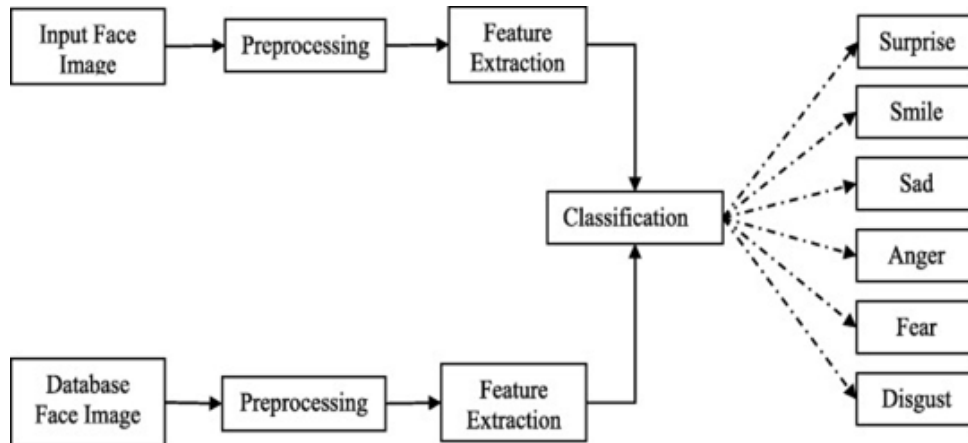 Input Face
Image
Preprocessing
Feature
Extraction
Surprise
Smile
Sad
Classification
Anger
Fear
Disgust
Database
Face Image
Preprocessing
Feature
Extraction